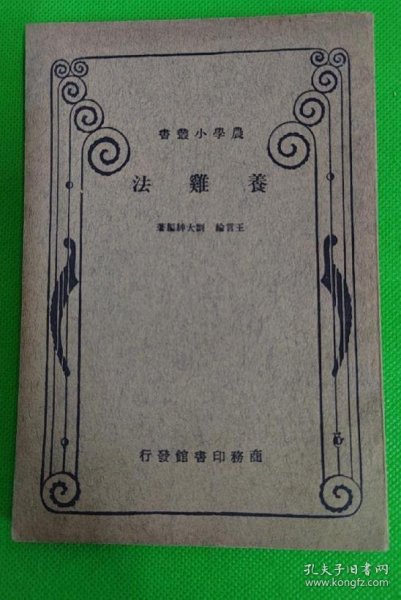 農學小叢書
養雞法
王言綸 劉大紳編著
商務印書館發行
孔夫子旧书网
www.kongfz.com